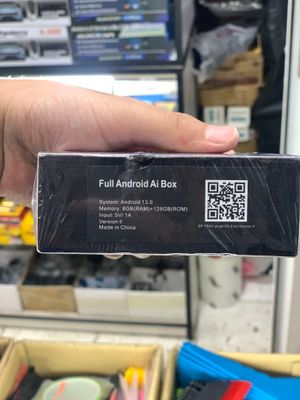 Full Android Ai Box
System: Android 13.0
Memory: 8GB(RAM)+128GB(ROM)
Input: 5V/ 1A
Version 6
Made in China